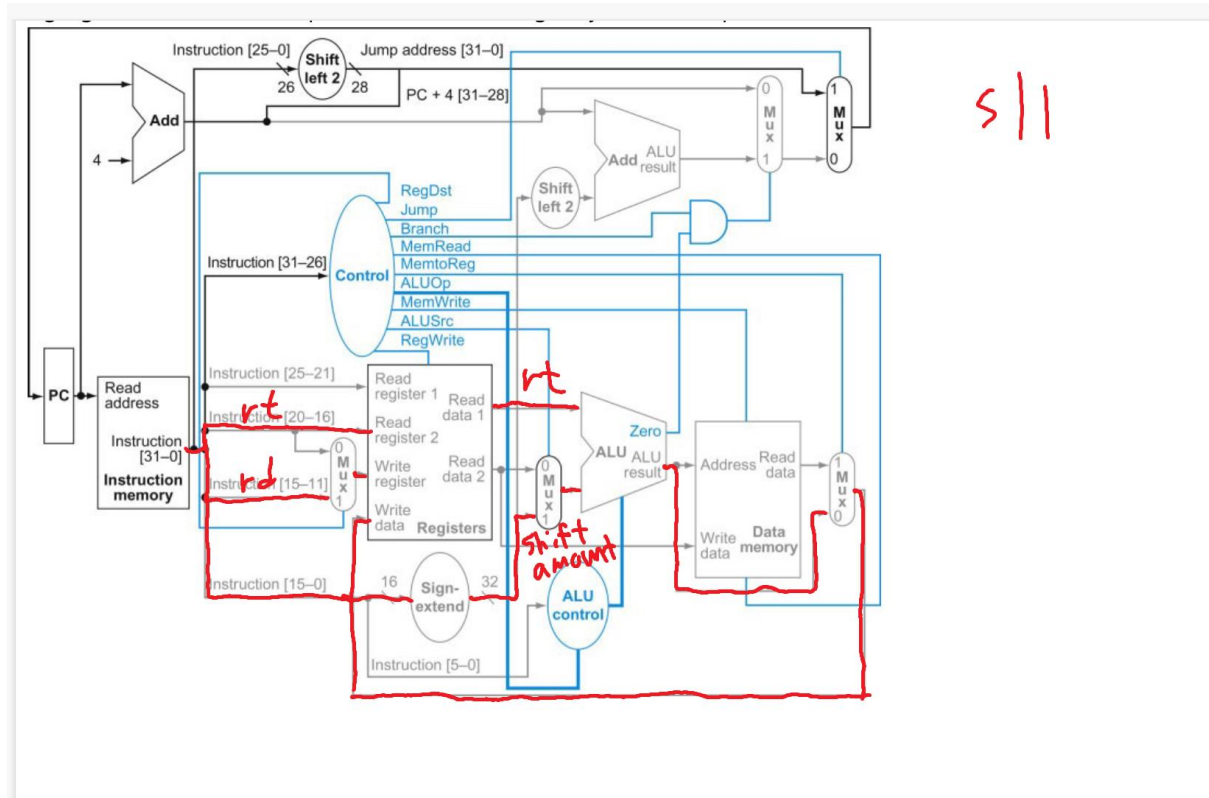 Instruction [25–0]
Shift left 2
Jump address [31–0]
26
28
PC + 4 [31–28]
Add
4
sll
0
Mux
1
1
Mux
0
Add
ALU result
Shift left 2
RegDst
Jump
Branch
MemRead
MemtoReg
ALUOp
MemWrite
ALUSrc
RegWrite
Instruction [31–26]
Control
PC
Read address
Instruction [31–0]
Instruction memory
Instruction [25–21]
rt
Instruction [20–16]
rd
Instruction [15–11]
0
Mux
1
Read register 1
Read register 2
Write register
Write data
Read data 1
Read data 2
Registers
rt
0
Mux
1
shift amount
Zero
ALU
ALU result
Address
Read data
Write data
Data memory
1
Mux
0
Instruction [15–0]
16
Sign-extend
32
ALU control
Instruction [5–0]